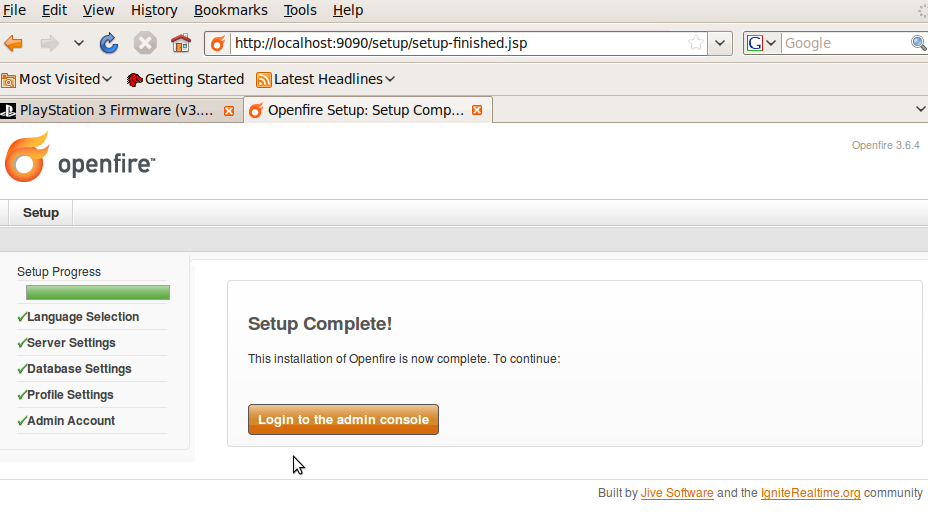 File Edit View History Bookmarks Tools Help
http://localhost:9090/setup/setup-finished.jsp
G Google
Most Visited Getting Started Latest Headlines
PlayStation 3 Firmware (v3.... Openfire Setup: Setup Comp...
openfire™
Openfire 3.6.4
Setup
Setup Progress
Language Selection
Server Settings
Database Settings
Profile Settings
Admin Account
Setup Complete!
This installation of Openfire is now complete. To continue:
Login to the admin console
Built by Jive Software and the IgniteRealtime.org community